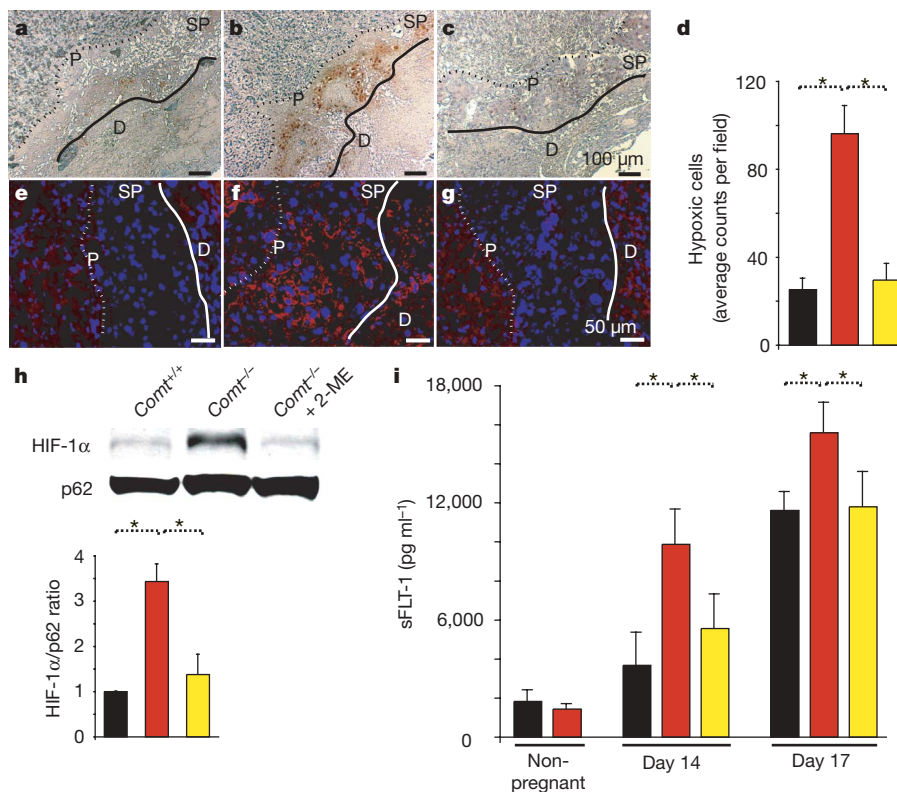 a
SP
P
D
b
SP
P
D
c
SP
P
D
100 µm
d
120
80
40
0
Hypoxic cells
(average counts per field)
* *
e
SP
P
D
f
SP
P
D
g
SP
P
D
50 µm
h
Comt+/+
Comt–/–
Comt–/–
+ 2-ME
HIF-1α
p62
* *
4
3
2
1
0
HIF-1α/p62 ratio
i
18,000
12,000
6,000
0
sFLT-1 (pg ml–1)
* *
* *
Non-
pregnant
Day 14
Day 17